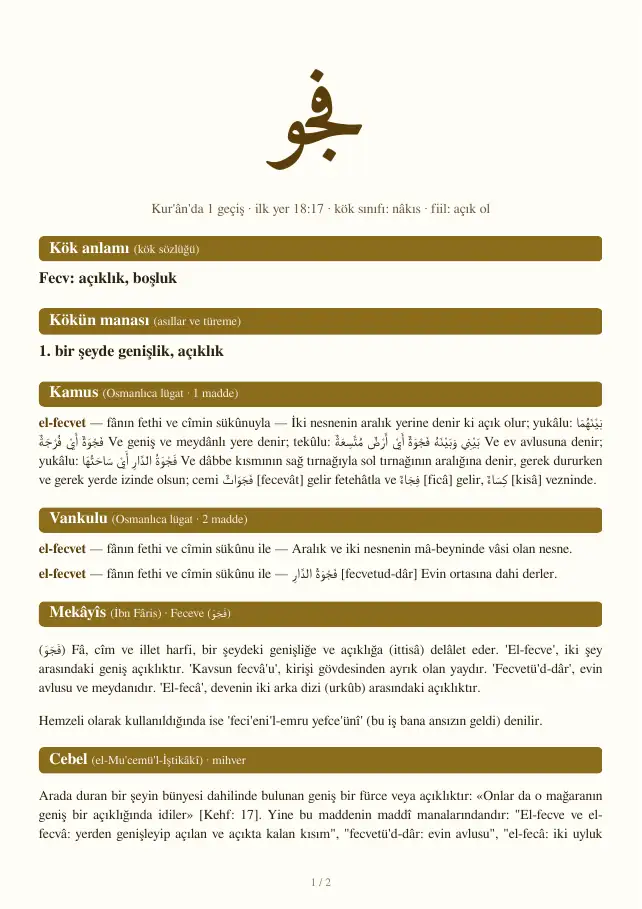 فجو
Kur'ân'da 1 geçiş · ilk yer 18:17 · kök sınıfı: nâkıs · fiil: açık ol
Kök anlamı (kök sözlüğü)
Fecv: açıklık, boşluk
Kökün manası (asıllar ve türeme)
1. bir şeyde genişlik, açıklık
Kamus (Osmanlıca lügat · 1 madde)
el-fecvet — fânın fethi ve cîmin sükûnuyla — İki nesnenin aralık yerine denir ki açık olur; yukâlu: بَيْنَهُمَا
فَجْوَةٌ أَيْ فُرْجَةٌ Ve geniş ve meydânlı yere denir; tekûlu: بَيْنِي وَبَيْنَهُ فَجْوَةٌ أَيْ أَرْضٌ مُتَّسِعَةٌ Ve ev avlusuna denir;
yukâlu: فَجْوَةُ الدَّارِ أَيْ سَاحَتُهَا Ve dâbbe kısmının sağ tırnağıyla sol tırnağının aralığına denir, gerek dururken
ve gerek yerde izinde olsun; cemi فَجَوَاتٌ [fecevât] gelir fetehâtla ve فِجَاءٌ [ficâ] gelir, كِسَاءٌ [kisâ] vezninde.
Vankulu (Osmanlıca lügat · 2 madde)
el-fecvet — fânın fethi ve cîmin sükûnu ile — Aralık ve iki nesnenin mâ-beyninde vâsi olan nesne.
el-fecvet — fânın fethi ve cîmin sükûnu ile — فَجْوَةُ الدَّارِ [fecvetud-dâr] Evin ortasına dahi derler.
Mekâyîs (İbn Fâris) · Feceve (فَجَوَ)
(فَجَوَ) Fâ, cîm ve illet harfi, bir şeydeki genişliğe ve açıklığa (ittisâ) delâlet eder. 'El-fecve', iki şey
arasındaki geniş açıklıktır. 'Kavsun fecvâ'u', kirişi gövdesinden ayrık olan yaydır. 'Fecvetü'd-dâr', evin
avlusu ve meydanıdır. 'El-fecâ', devenin iki arka dizi (urkûb) arasındaki açıklıktır.
Hemzeli olarak kullanıldığında ise 'feci'eni'l-emru yefce'ünî' (bu iş bana ansızın geldi) denilir.
Cebel (el-Mu'cemü'l-İştikâkî) · mihver
Arada duran bir şeyin bünyesi dahilinde bulunan geniş bir fürce veya açıklıktır: «Onlar da o mağaranın
geniş bir açıklığında idiler» [Kehf: 17]. Yine bu maddenin maddî manalarındandır: "El-fecve ve el-
fecvâ: yerden genişleyip açılan ve açıkta kalan kısım", "fecvetü'd-dâr: evin avlusu", "el-fecâ: iki uyluk
1 / 2